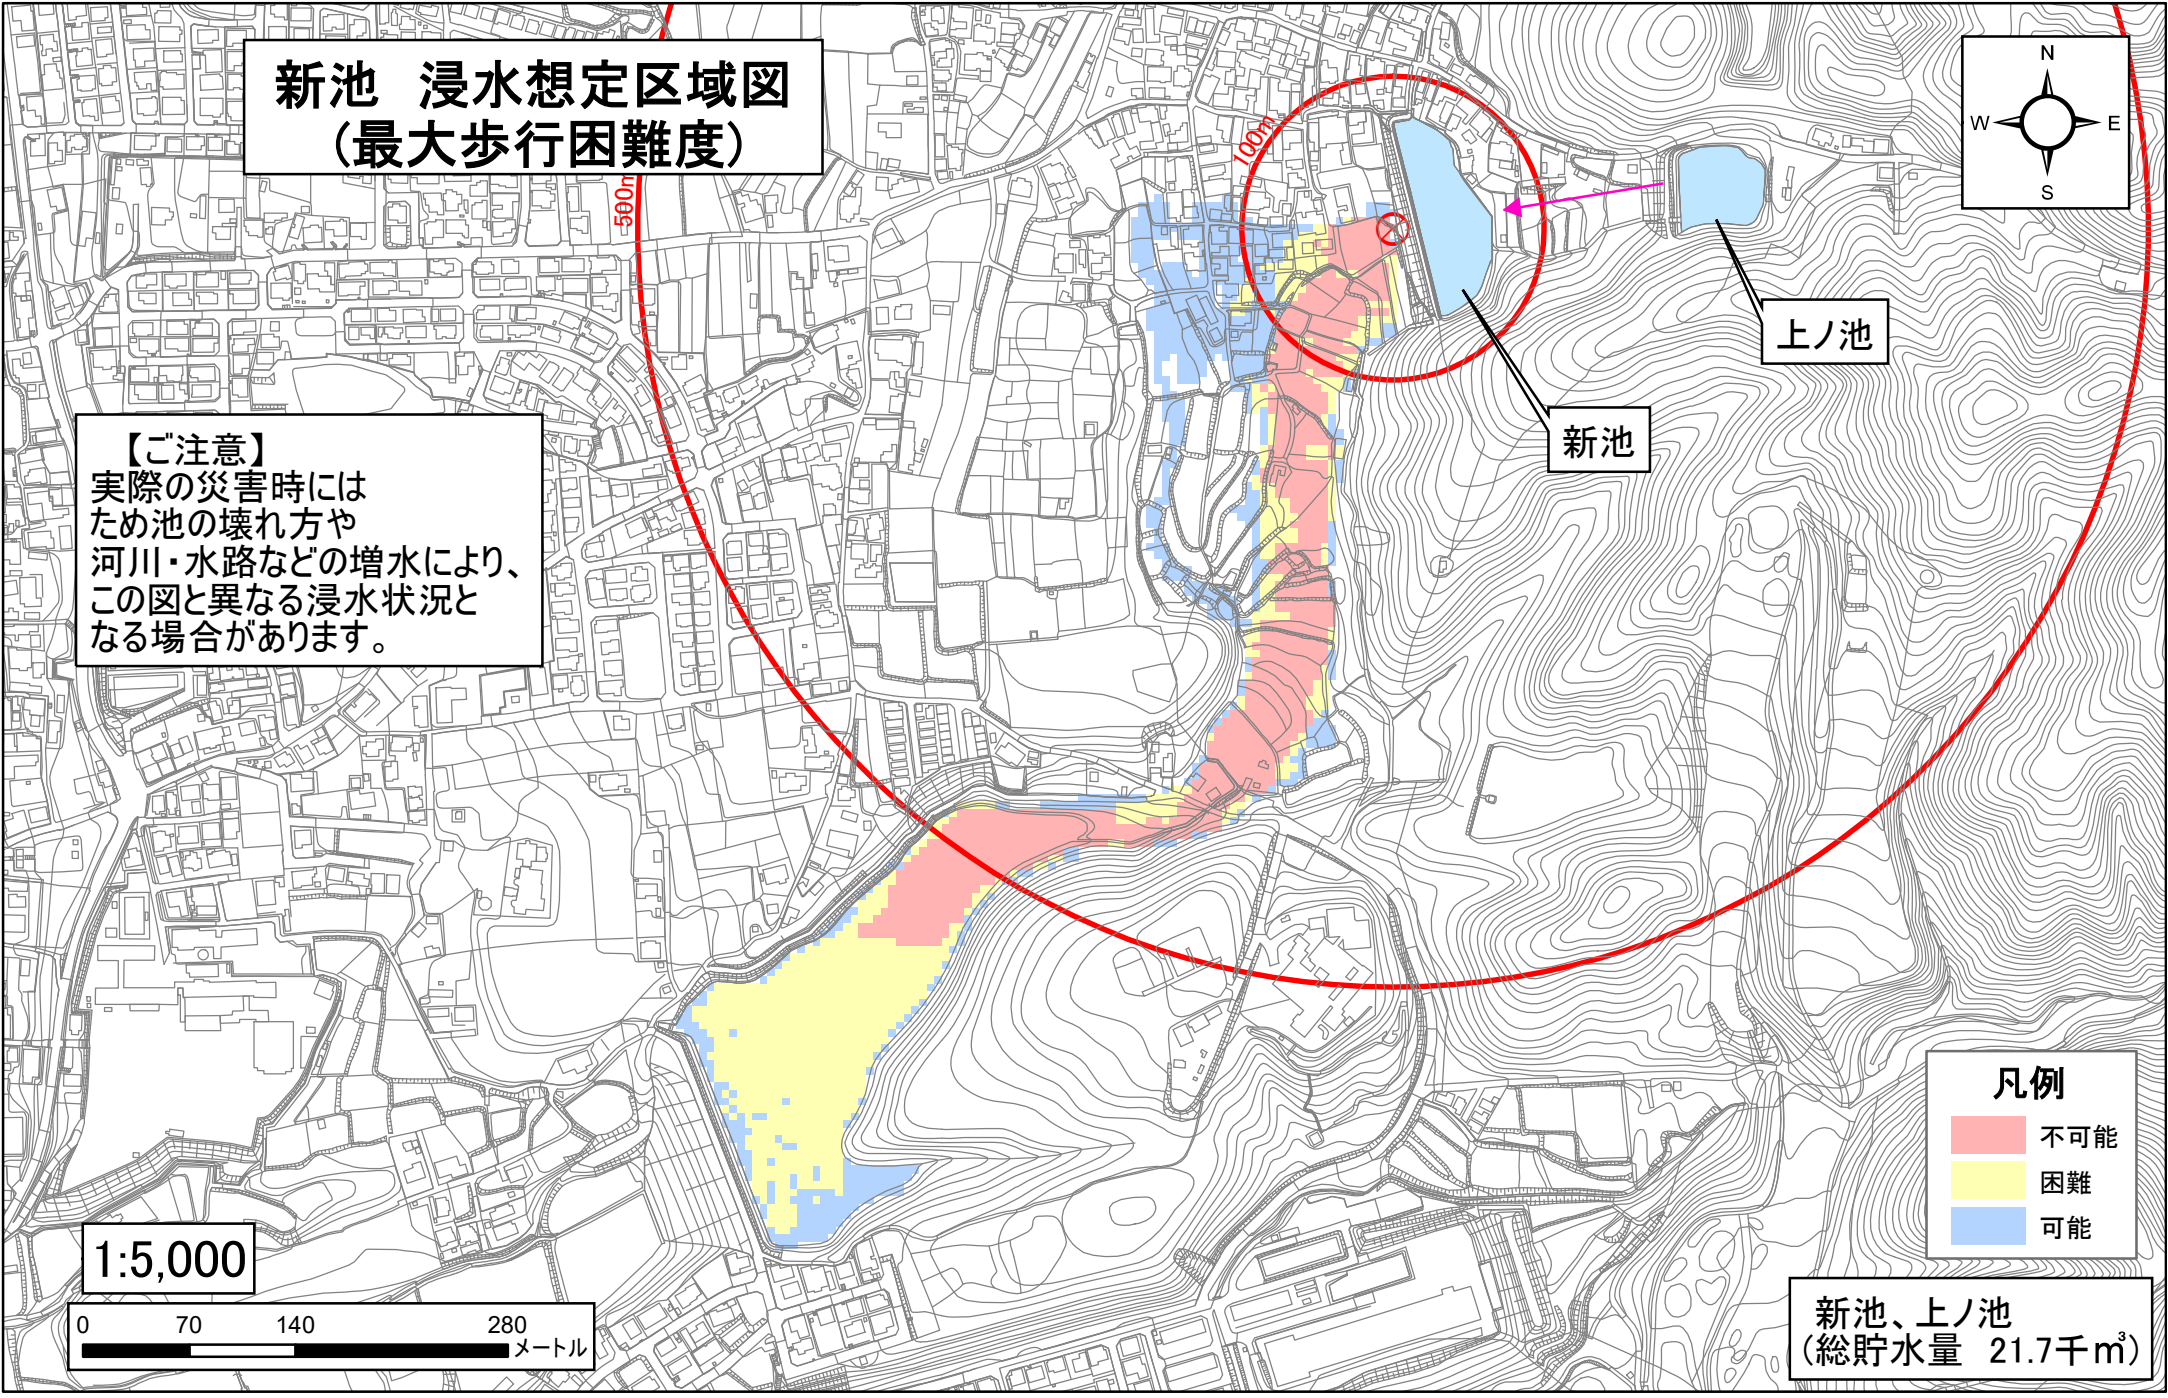 新池　浸水想定区域図
(最大歩行困難度)
N
W
E
S
100m
500m
上ノ池
新池
【ご注意】
実際の災害時には
ため池の壊れ方や
河川・水路などの増水により、
この図と異なる浸水状況と
なる場合があります。
凡例
不可能
困難
可能
1:5,000
0 70 140 280
メートル
新池、上ノ池
(総貯水量　21.7千㎥)